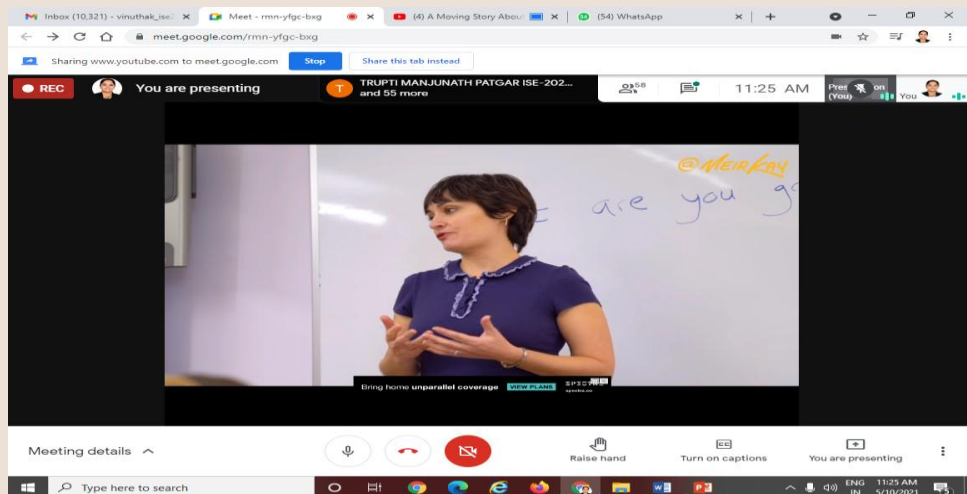 Inbox (10,321) - vinuthak_ise2
Meet - rmn-yfgc-bxg
(4) A Moving Story About
(54) WhatsApp
meet.google.com/rmn-yfgc-bxg
Sharing www.youtube.com to meet.google.com
Stop
Share this tab instead
REC
You are presenting
T
TRUPTI MANJUNATH PATGAR ISE-202...
and 55 more
58
11:25 AM
(You)
You
@MEIRKAY
are you
Bring home unparallel coverage
VIEW PLANS
spectra.co
Meeting details
Raise hand
Turn on captions
You are presenting
Type here to search
ENG
IN
11:25 AM
5/10/2021